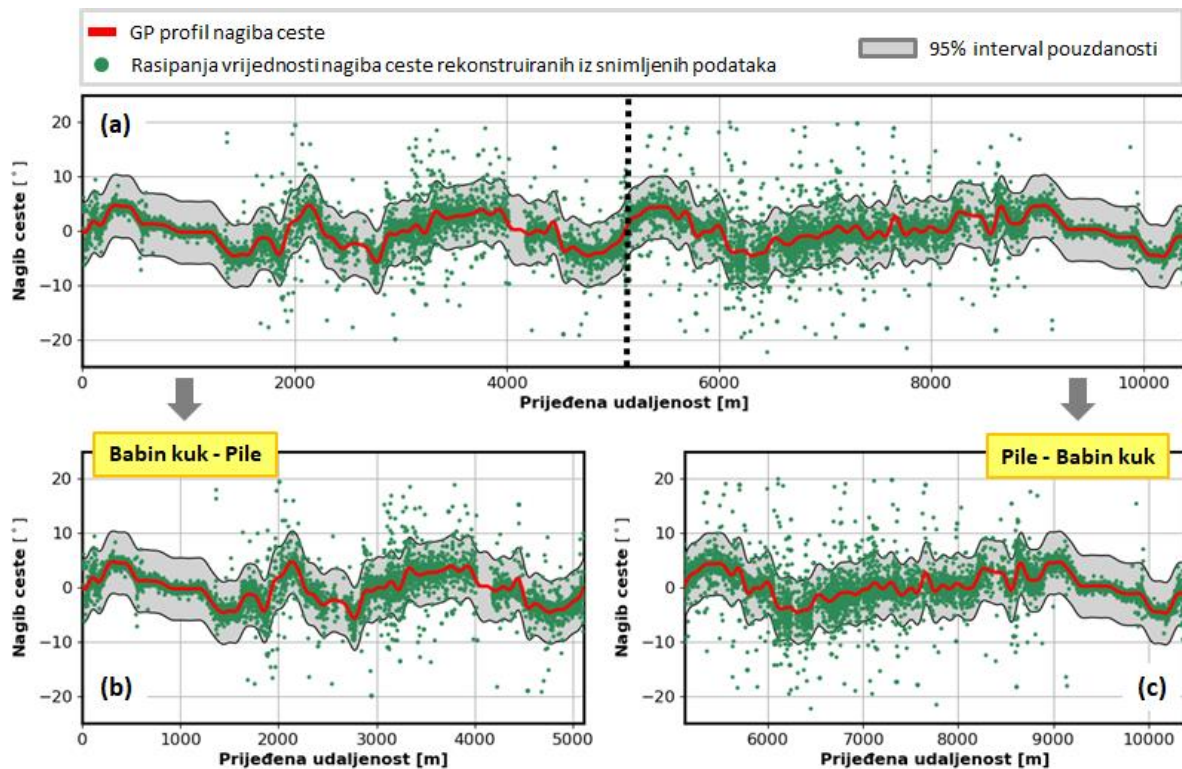 GP profil nagiba ceste
Rasipanja vrijednosti nagiba ceste rekonstruiranih iz snimljenih podataka
95% interval pouzdanosti
(a)
Nagib ceste [°]
20
10
0
−10
−20
0 2000 4000 6000 8000 10000
Prijeđena udaljenost [m]
Babin kuk - Pile
Nagib ceste [°]
20
10
0
−10
−20
(b)
0 1000 2000 3000 4000 5000
Prijeđena udaljenost [m]
Pile - Babin kuk
Nagib ceste [°]
20
10
0
−10
−20
(c)
6000 7000 8000 9000 10000
Prijeđena udaljenost [m]